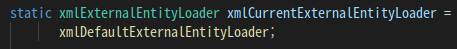 static xmlExternalEntityLoader xmlCurrentExternalEntityLoader =
xmlDefaultExternalEntityLoader;